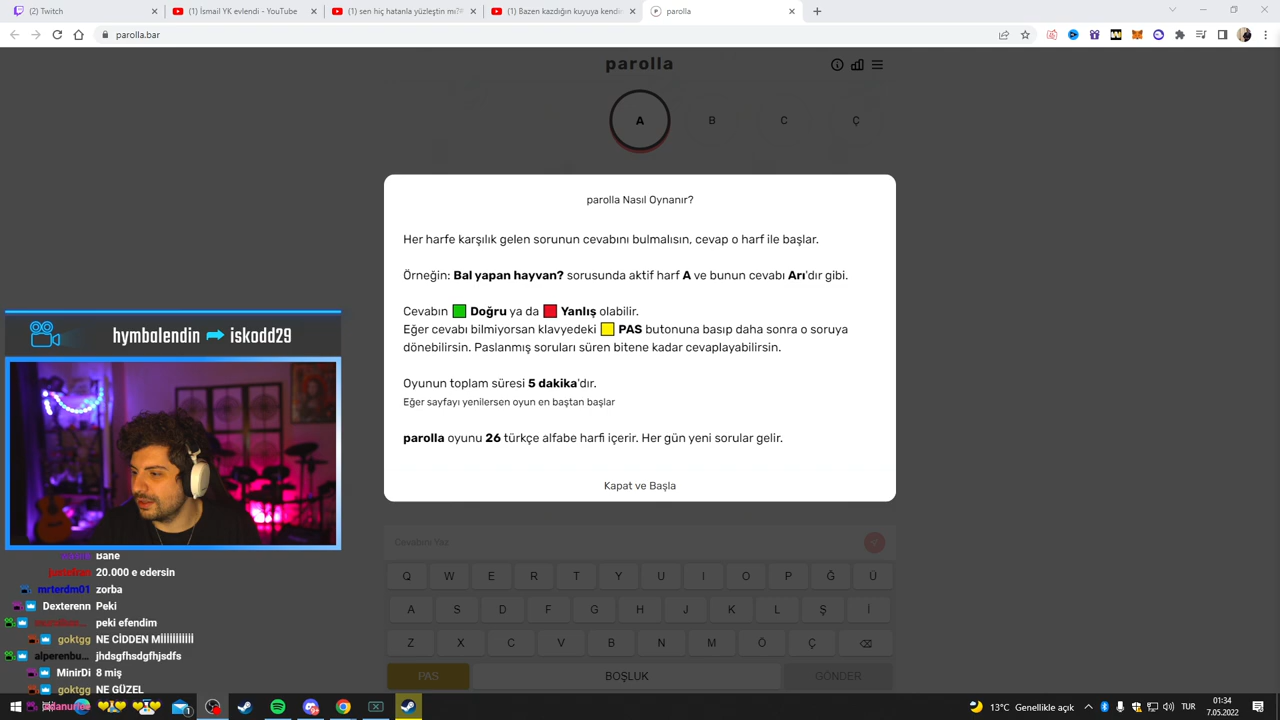 (2) Twitch
(1) İsmail YK evlendi - YouTube
(1) sen hiç hatanla yüzleştin mi?
(1) Bazen kazdığın kuyuya kendi
parolla
parolla.bar
parolla
A B C Ç
parolla Nasıl Oynanır?
Her harfe karşılık gelen sorunun cevabını bulmalısın, cevap o harf ile başlar.
Örneğin: Bal yapan hayvan? sorusunda aktif harf A ve bunun cevabı Arı'dır gibi.
Cevabın Doğru ya da Yanlış olabilir.
Eğer cevabı bilmiyorsan klavyedeki PAS butonuna basıp daha sonra o soruya
dönebilirsin. Paslanmış soruları süren bitene kadar cevaplayabilirsin.
Oyunun toplam süresi 5 dakika'dır.
Eğer sayfayı yenilersen oyun en baştan başlar
parolla oyunu 26 türkçe alfabe harfi içerir. Her gün yeni sorular gelir.
Kapat ve Başla
hymbalendin iskodd29
Bane
20.000 e edersin
mrterdm01 zorba
Dexterenn Peki
peki efendim
goktgg NE CİDDEN Mİİİİİİİİİİ
alperenbu... jhdsgfhsdgfhjsdfs
MinirDi 8 miş
goktgg NE GÜZEL
Cevabını Yaz
Q W E R T Y U I O P Ğ Ü
A S D F G H J K L Ş İ
Z X C V B N M Ö Ç
PAS BOŞLUK GÖNDER
13°C Genellikle açık
TUR
01:34
7.05.2022